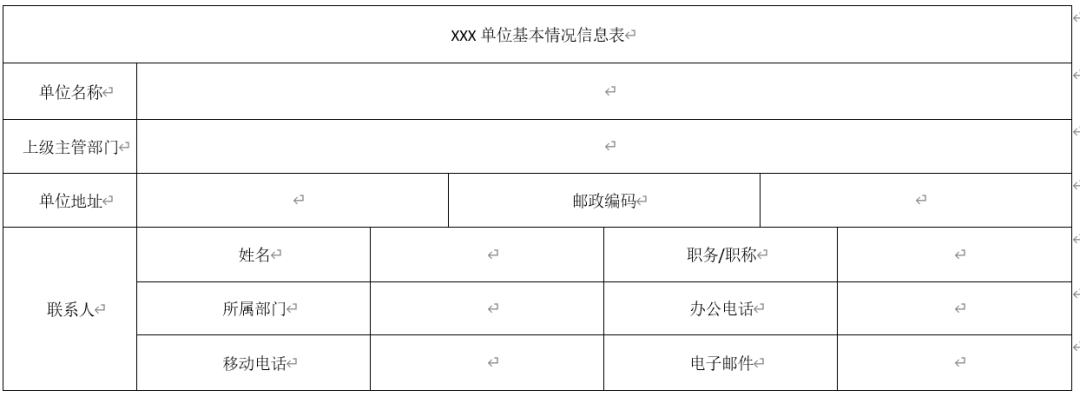 xxx 单位基本情况信息表
单位名称
上级主管部门
单位地址 邮政编码
姓名 职务/职称
联系人 所属部门 办公电话
移动电话 电子邮件